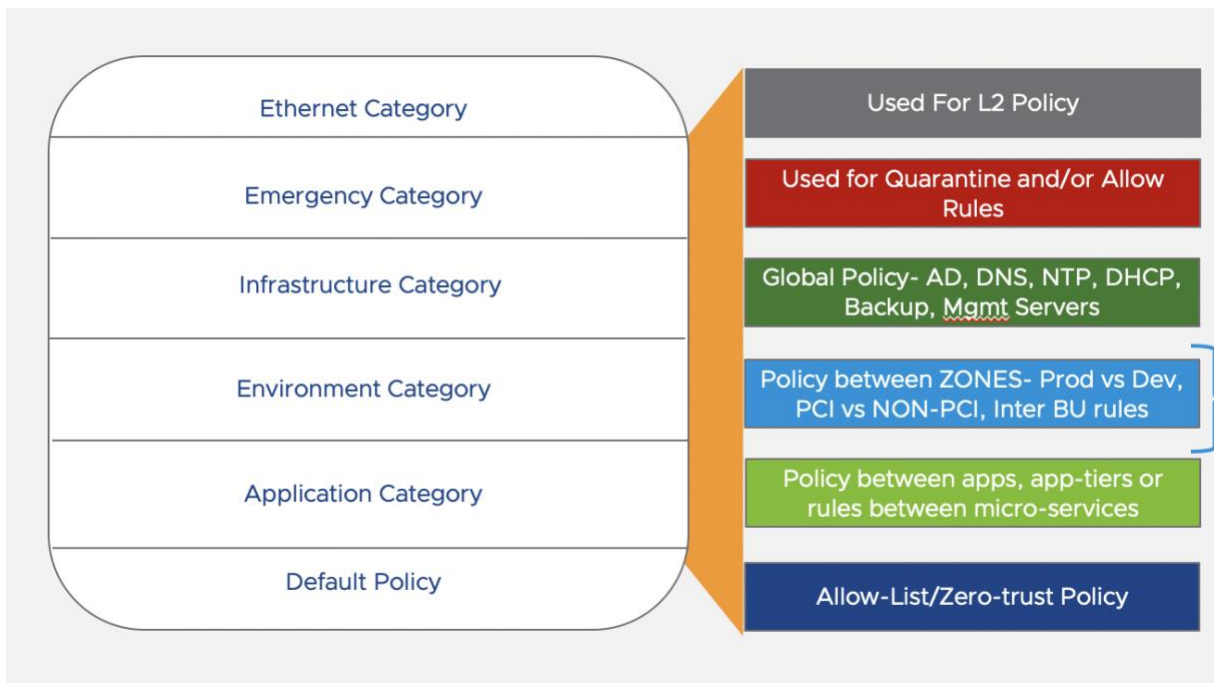 Ethernet Category
Used For L2 Policy
Emergency Category
Used for Quarantine and/or Allow
Rules
Infrastructure Category
Global Policy- AD, DNS, NTP, DHCP,
Backup, Mgmt Servers
Environment Category
Policy between ZONES- Prod vs Dev,
PCI vs NON-PCI, Inter BU rules
Application Category
Policy between apps, app-tiers or
rules between micro-services
Default Policy
Allow-List/Zero-trust Policy